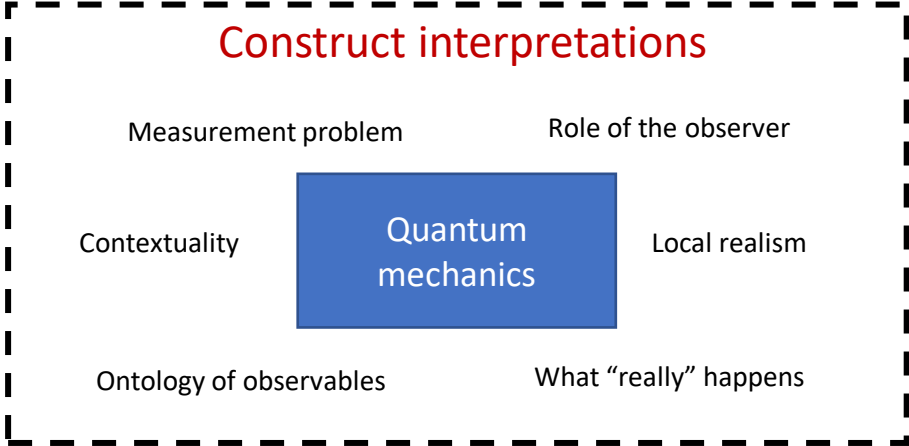 Construct interpretations
Measurement problem
Role of the observer
Contextuality
Quantum
mechanics
Local realism
Ontology of observables
What “really” happens